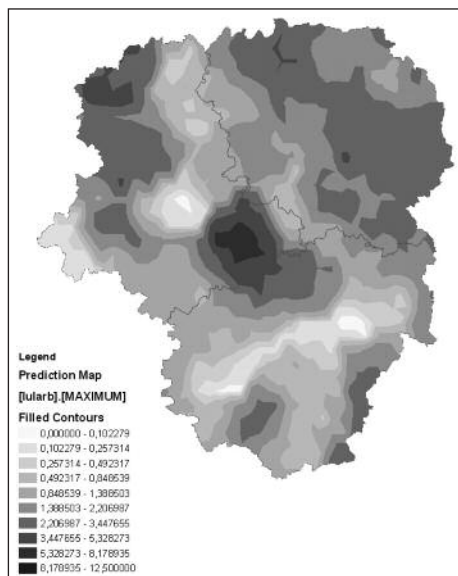 Legend
Prediction Map
[lularb].[MAXIMUM]
Filled Contours
0,000000 - 0,102279
0,102279 - 0,257314
0,257314 - 0,492317
0,492317 - 0,848539
0,848539 - 1,388503
1,388503 - 2,206987
2,206987 - 3,447655
3,447655 - 5,328273
5,328273 - 8,178935
8,178935 - 12,500000